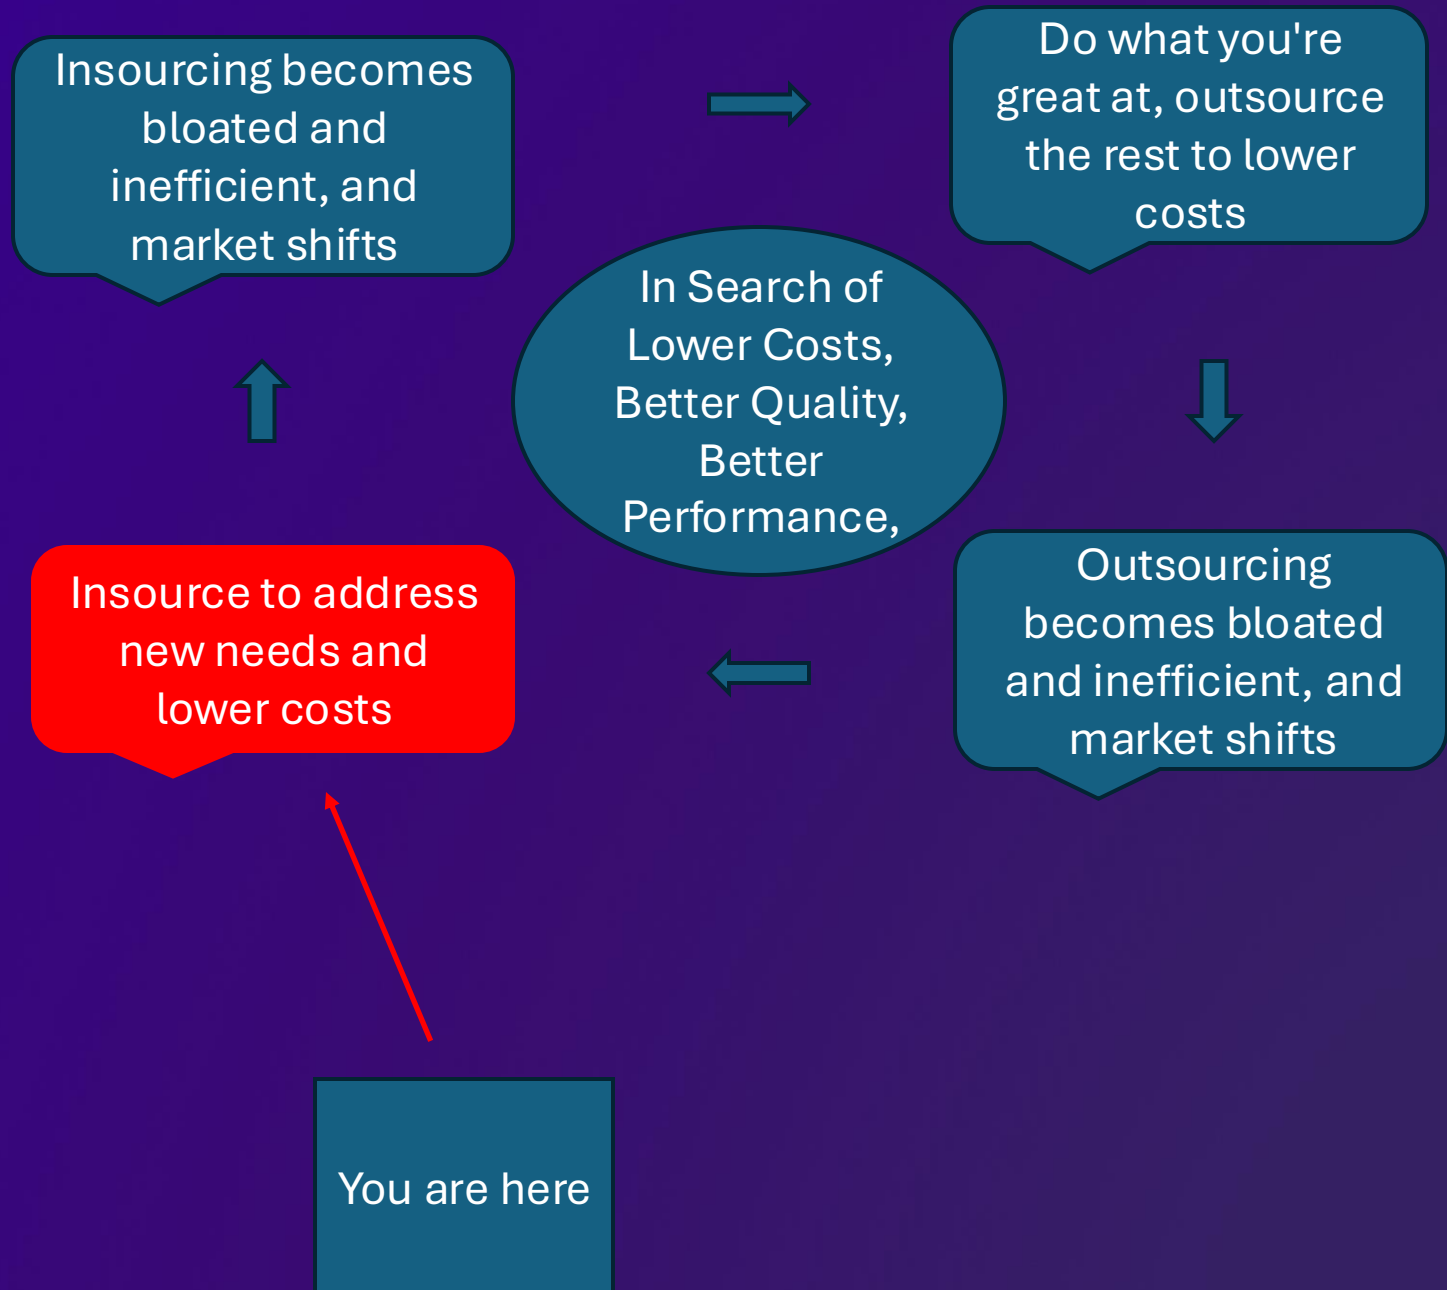 Insourcing becomes
bloated and
inefficient, and
market shifts
Do what you're
great at, outsource
the rest to lower
costs
In Search of
Lower Costs,
Better Quality,
Better
Performance,
Insource to address
new needs and
lower costs
Outsourcing
becomes bloated
and inefficient, and
market shifts
You are here